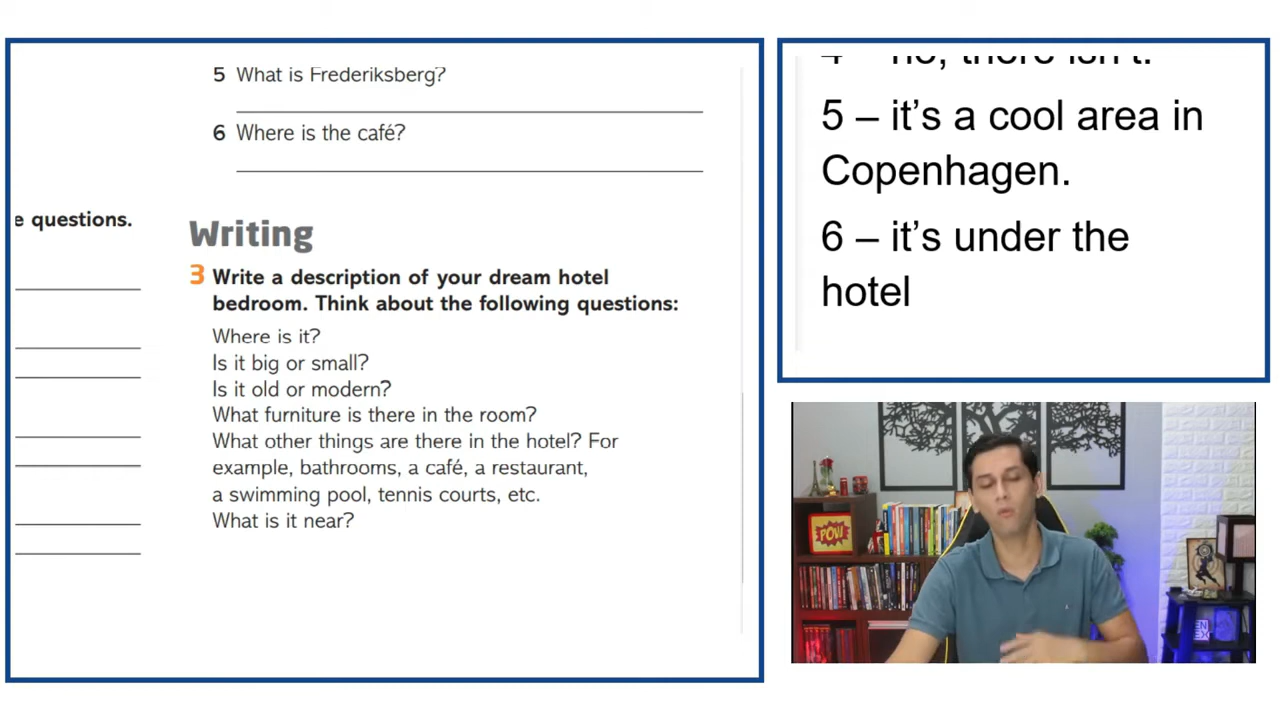 5 What is Frederiksberg?
6 Where is the café?
e questions.
Writing
3 Write a description of your dream hotel
bedroom. Think about the following questions:
Where is it?
Is it big or small?
Is it old or modern?
What furniture is there in the room?
What other things are there in the hotel? For
example, bathrooms, a café, a restaurant,
a swimming pool, tennis courts, etc.
What is it near?
4 – no, there isn't.
5 – it's a cool area in
Copenhagen.
6 – it's under the
hotel
POW!